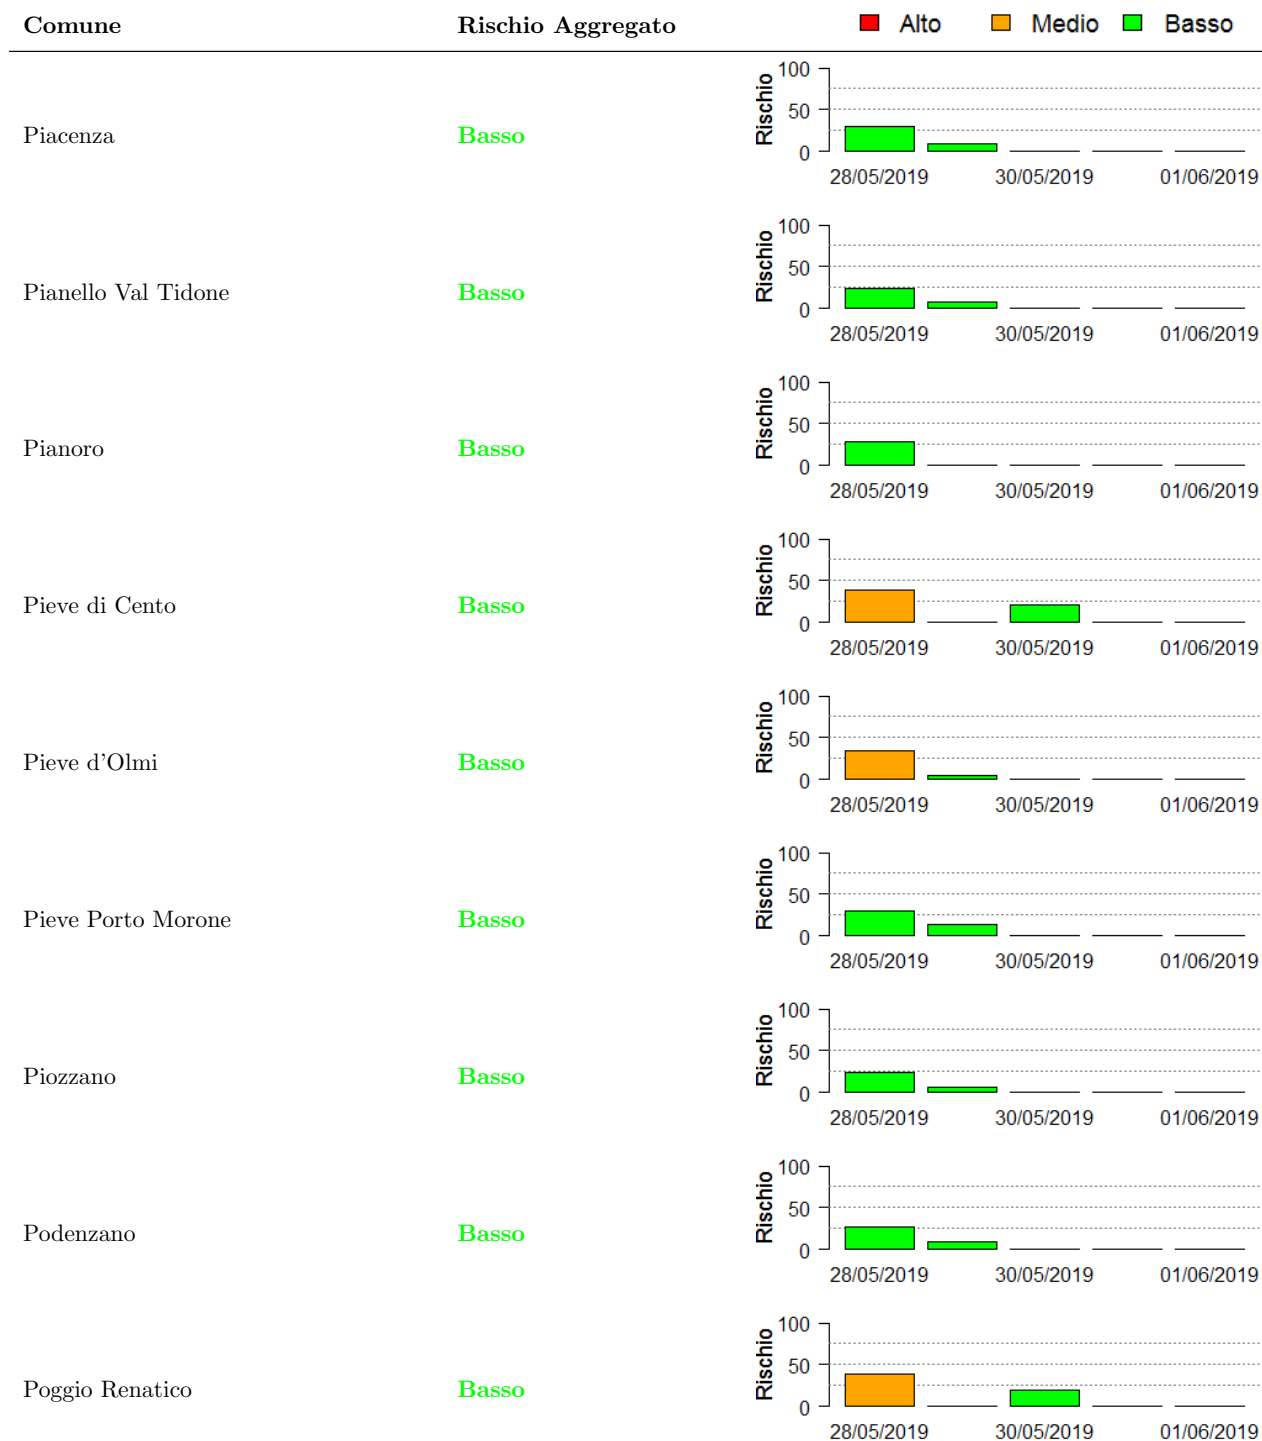 Comune Rischio Aggregato Alto Medio Basso
Piacenza Basso Rischio 100 50 0
28/05/2019 30/05/2019 01/06/2019
Pianello Val Tidone Basso Rischio 100 50 0
28/05/2019 30/05/2019 01/06/2019
Pianoro Basso Rischio 100 50 0
28/05/2019 30/05/2019 01/06/2019
Pieve di Cento Basso Rischio 100 50 0
28/05/2019 30/05/2019 01/06/2019
Pieve d'Olmi Basso Rischio 100 50 0
28/05/2019 30/05/2019 01/06/2019
Pieve Porto Morone Basso Rischio 100 50 0
28/05/2019 30/05/2019 01/06/2019
Piozzano Basso Rischio 100 50 0
28/05/2019 30/05/2019 01/06/2019
Podenzano Basso Rischio 100 50 0
28/05/2019 30/05/2019 01/06/2019
Poggio Renatico Basso Rischio 100 50 0
28/05/2019 30/05/2019 01/06/2019